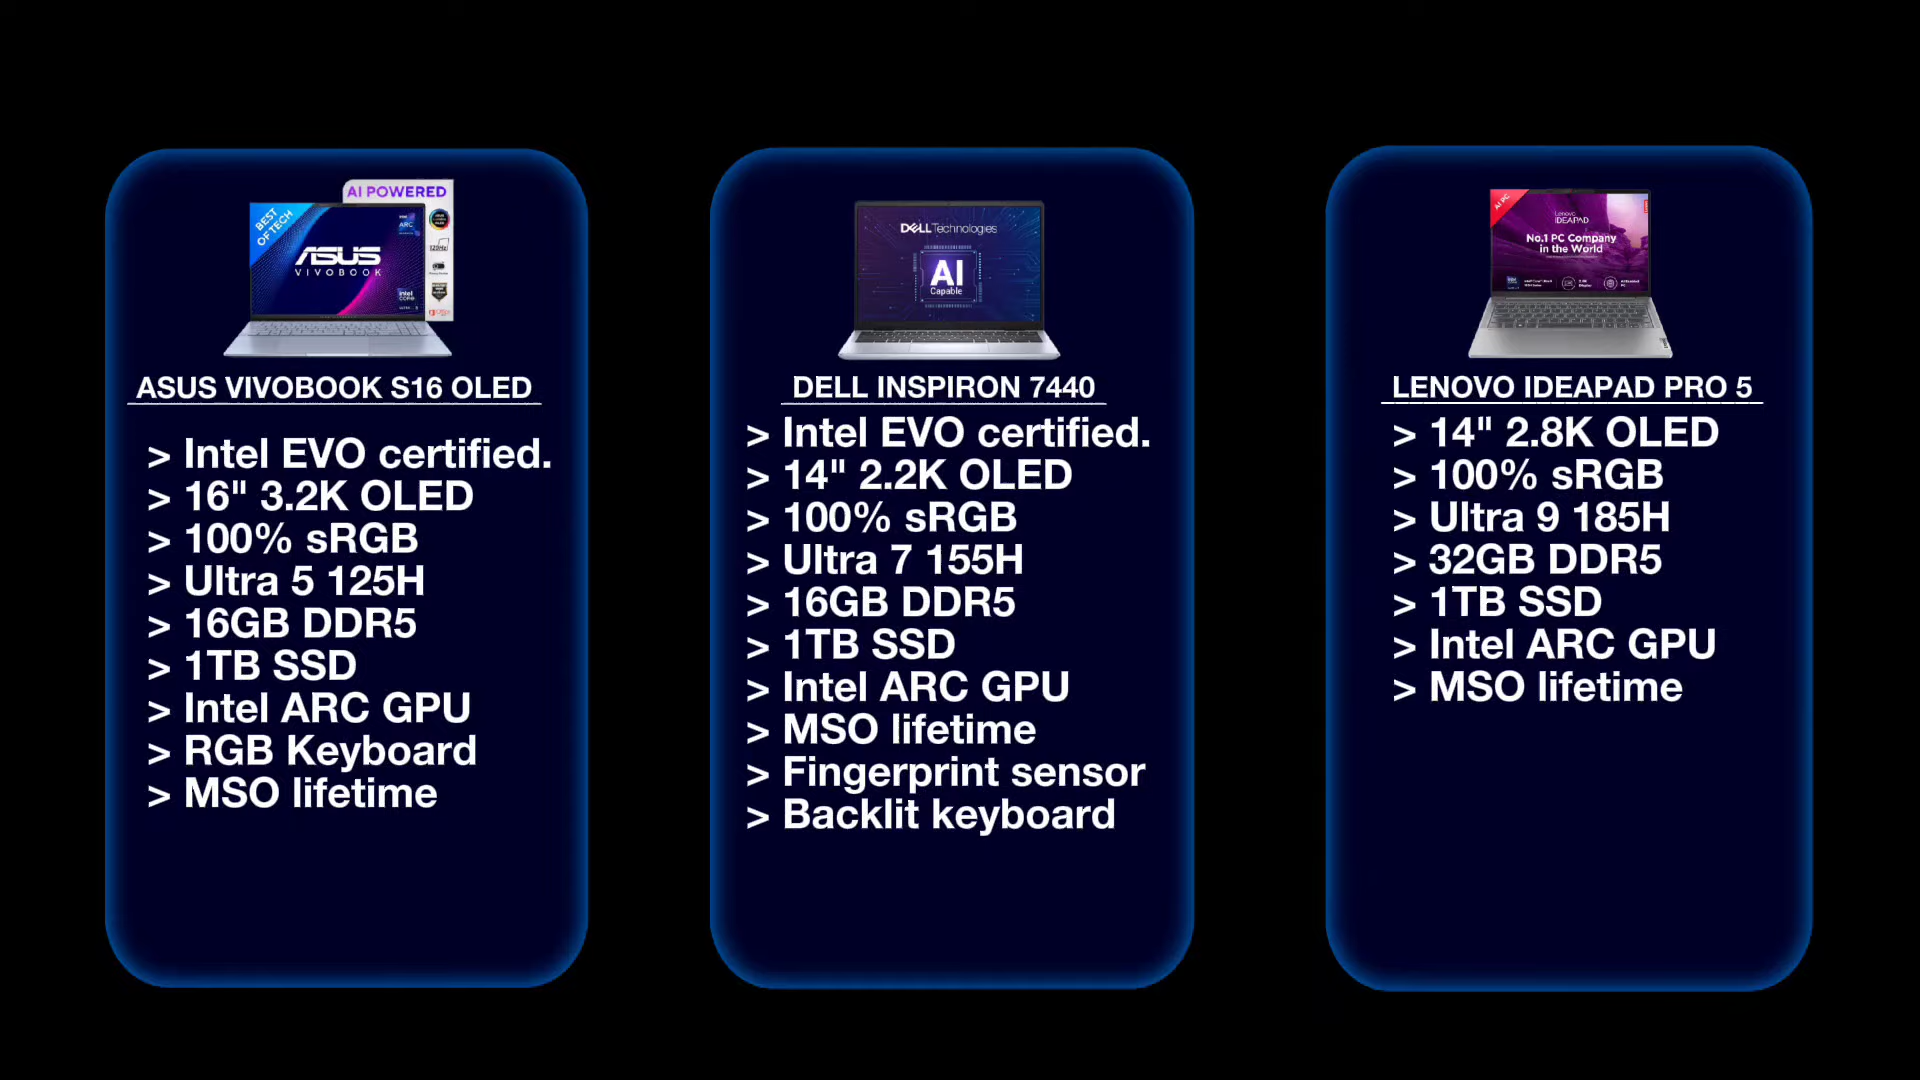 AI POWERED
BEST
OF TECH
ASUS
VIVOBOOK
ASUS VIVOBOOK S16 OLED
> Intel EVO certified.
> 16" 3.2K OLED
> 100% sRGB
> Ultra 5 125H
> 16GB DDR5
> 1TB SSD
> Intel ARC GPU
> RGB Keyboard
> MSO lifetime
DELL Technologies
AI
Capable
DELL INSPIRON 7440
> Intel EVO certified.
> 14" 2.2K OLED
> 100% sRGB
> Ultra 7 155H
> 16GB DDR5
> 1TB SSD
> Intel ARC GPU
> MSO lifetime
> Fingerprint sensor
> Backlit keyboard
AI PC
Lenovo
IDEAPAD
No.1 PC Company
in the World
LENOVO IDEAPAD PRO 5
> 14" 2.8K OLED
> 100% sRGB
> Ultra 9 185H
> 32GB DDR5
> 1TB SSD
> Intel ARC GPU
> MSO lifetime